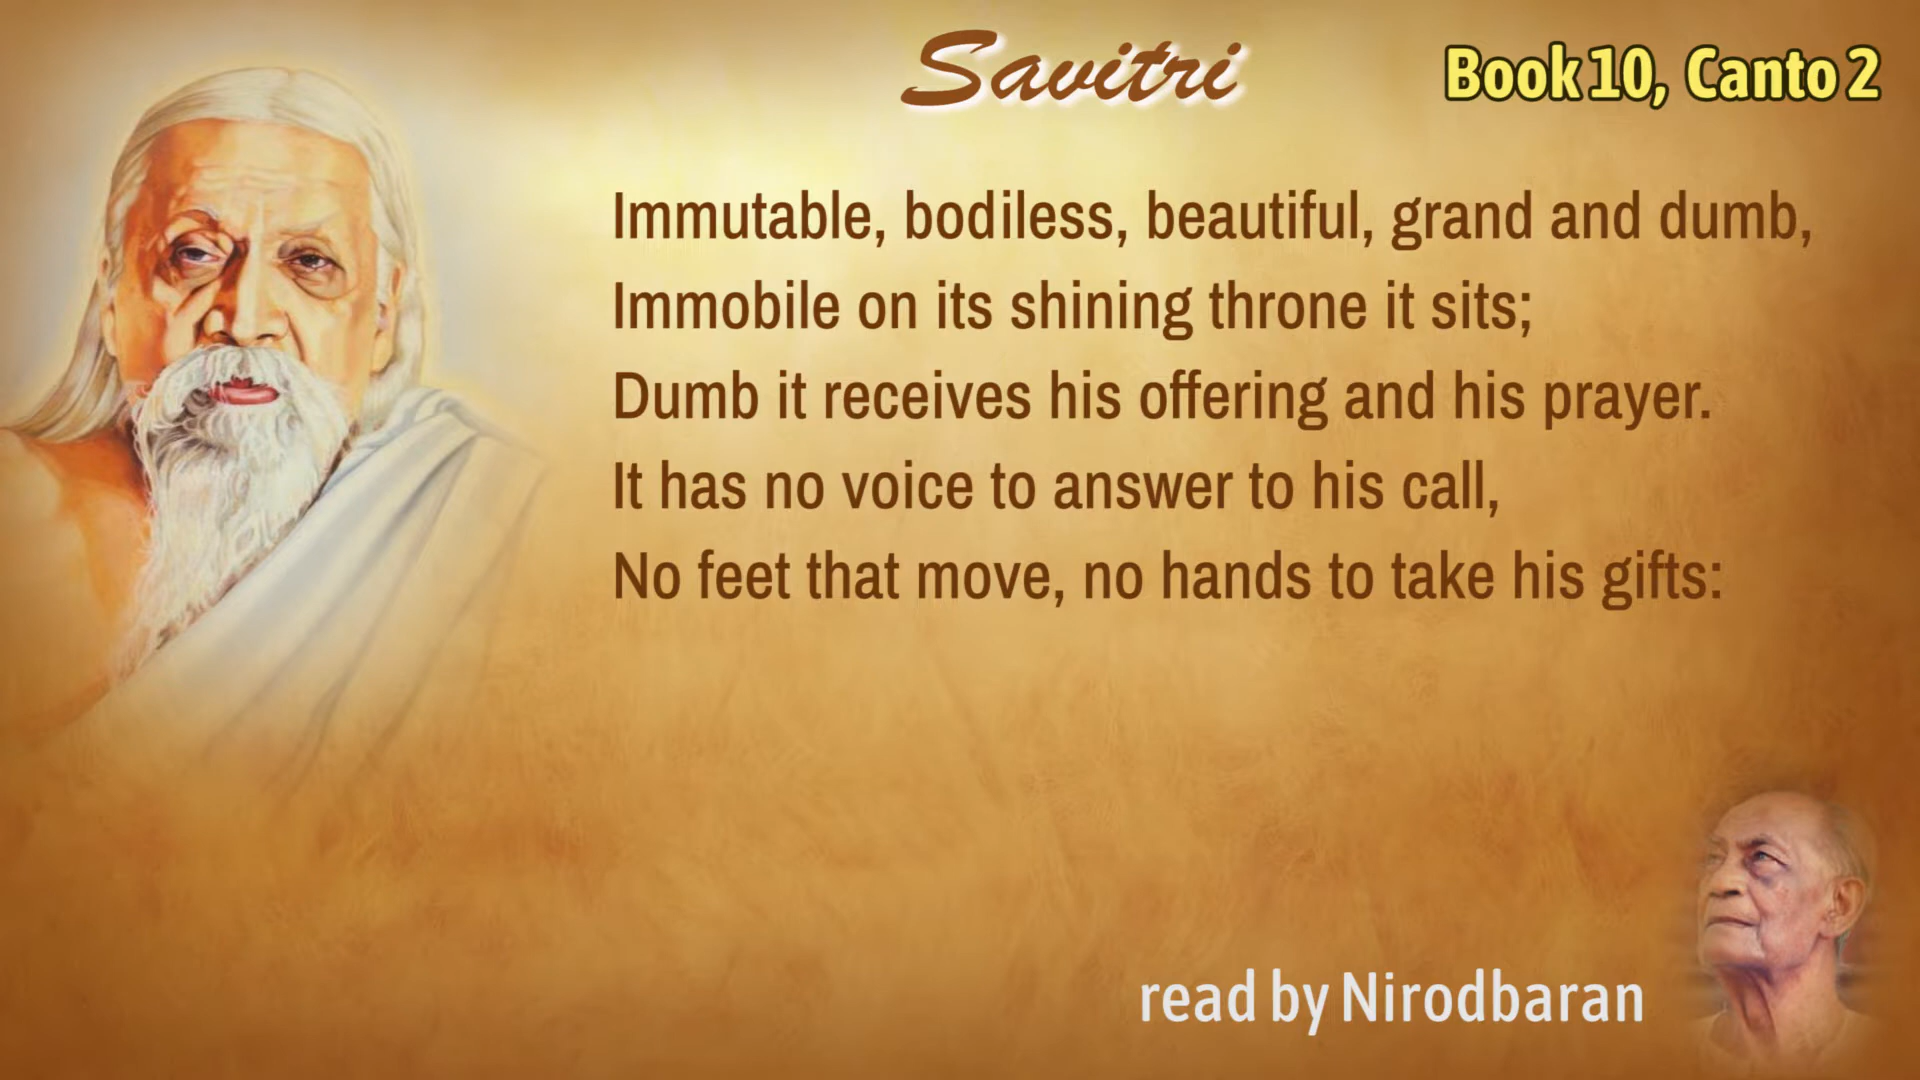 Savitri
Book 10, Canto 2
Immutable, bodiless, beautiful, grand and dumb,
Immobile on its shining throne it sits;
Dumb it receives his offering and his prayer.
It has no voice to answer to his call,
No feet that move, no hands to take his gifts:
read by Nirodbaran